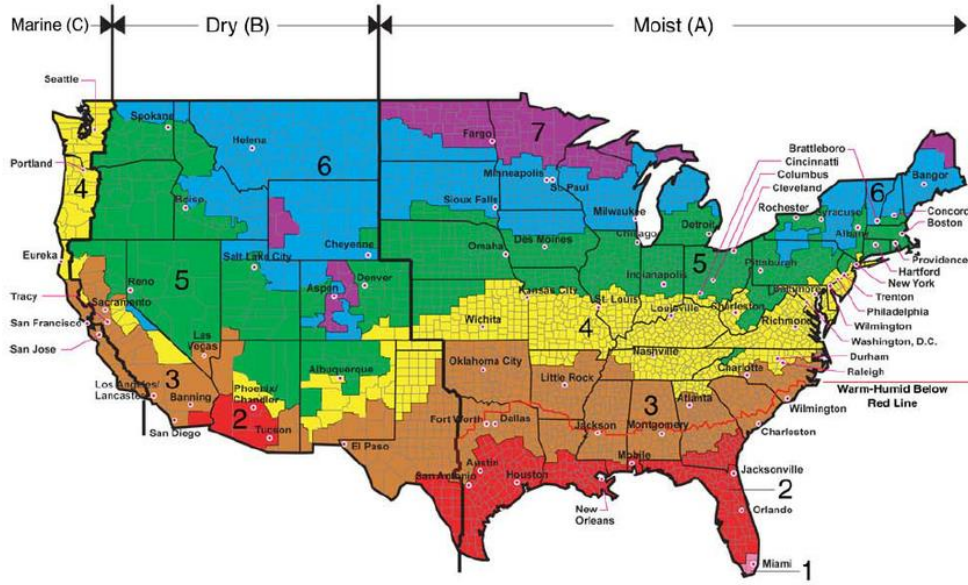 Marine (C)
Dry (B)
Moist (A)
Seattle
Spokane
Helena
6
Fargo
7
Brattleboro
Cincinnatti
Columbus
Cleveland
Portland
4
Minneapolis
St. Paul
Rochester
Syracuse
6
Bangor
Boise
Sioux Falls
Milwaukee
Detroit
Albany
Concord
Boston
Eureka
Cheyenne
Omaha
Des Moines
Chicago
5
Pittsburgh
Providence
Hartford
New York
Reno
5
Salt Lake City
Denver
Indianapolis
Tracy
Sacramento
Aspen
Kansas City
St. Louis
Charleston
Baltimore
Trenton
Philadelphia
San Francisco
Wichita
4
Louisville
Richmond
Wilmington
Washington, D.C.
San Jose
Las
Vegas
Nashville
Durham
Raleigh
Albuquerque
Oklahoma City
Charlotte
Warm-Humid Below
Red Line
3
Los Angeles/
Lancaster
Banning
Phoenix/
Chandler
2
Little Rock
3
Atlanta
Wilmington
San Diego
Tucson
El Paso
Fort Worth
Dallas
Jackson
Montgomery
Charleston
San Antonio
Austin
Houston
Mobile
Jacksonville
2
New
Orleans
Orlando
Miami
1